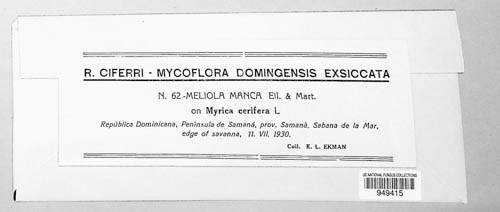 R. CIFERRI - MYCOFLORA DOMINGENSIS EXSICCATA
N. 62 -MELIOLA MANCA Ell. & Mart.
on Myrica cerifera L.
República Dominicana, Península de Samaná, prov. Samaná, Sabana de la Mar,
edge of savanna, 11. VII. 1930.
Coll. E. L. EKMAN
US NATIONAL FUNGUS COLLECTIONS
949415